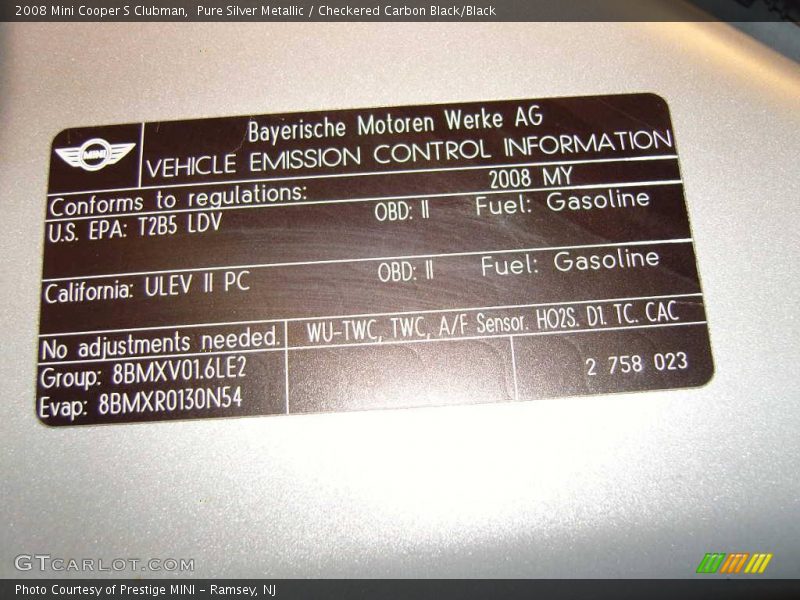 2008 Mini Cooper S Clubman,  Pure Silver Metallic / Checkered Carbon Black/Black
MINI
Bayerische Motoren Werke AG
VEHICLE EMISSION CONTROL INFORMATION
Conforms to regulations: 2008 MY
U.S. EPA: T2B5 LDV OBD: II Fuel: Gasoline
California: ULEV II PC OBD: II Fuel: Gasoline
No adjustments needed. WU-TWC, TWC, A/F Sensor. HO2S. D1. TC. CAC
Group: 8BMXV01.6LE2 2 758 023
Evap: 8BMXR0130N54
GTCARLOT.COM
Photo Courtesy of Prestige MINI - Ramsey, NJ